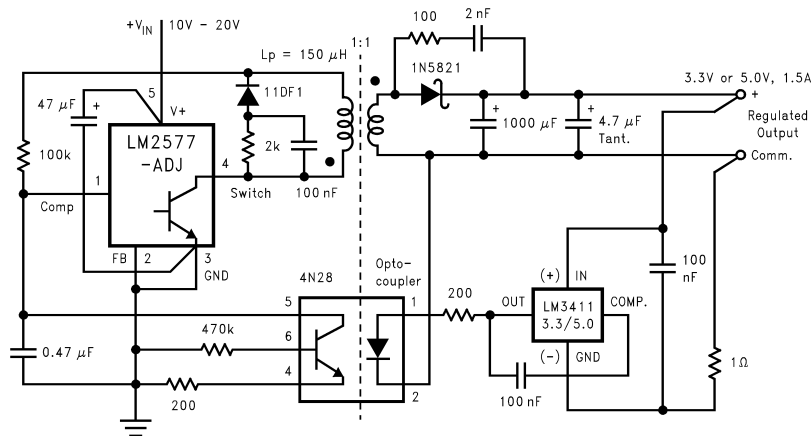 +VIN 10V - 20V
Lp = 150 μH
1:1
100
2 nF
1N5821
3.3V or 5.0V, 1.5A
+
Regulated
Output
Comm.
47 μF
+
5
V+
11DF1
LM2577
-ADJ
100k
2k
4
1
Comp
Switch
100 nF
+
1000 μF
+
4.7 μF
Tant.
FB
2
3
GND
4N28
Opto-
coupler
5
1
200
OUT
(+)
IN
LM3411
3.3/5.0
COMP.
100
nF
(-)
GND
0.47 μF
470k
6
4
2
200
100 nF
1Ω